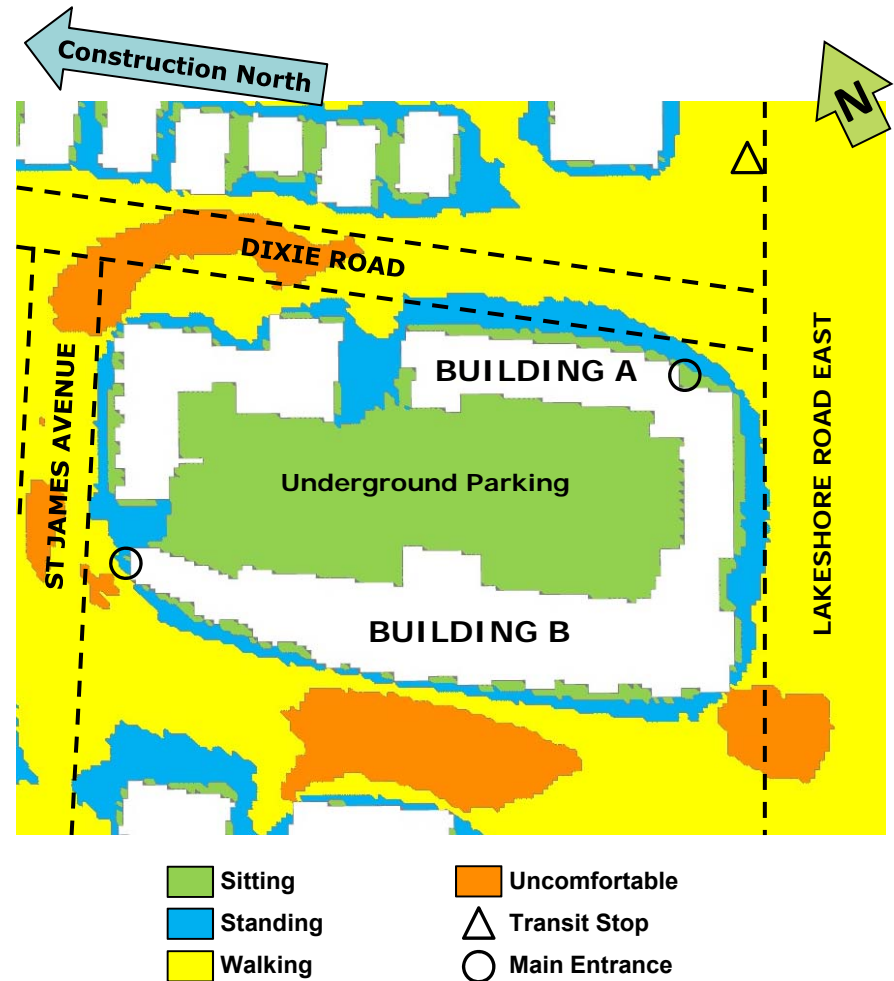 Construction North
N
DIXIE ROAD
BUILDING A
ST JAMES AVENUE
LAKESHORE ROAD EAST
Underground Parking
BUILDING B
Sitting
Uncomfortable
Standing
Transit Stop
Walking
Main Entrance